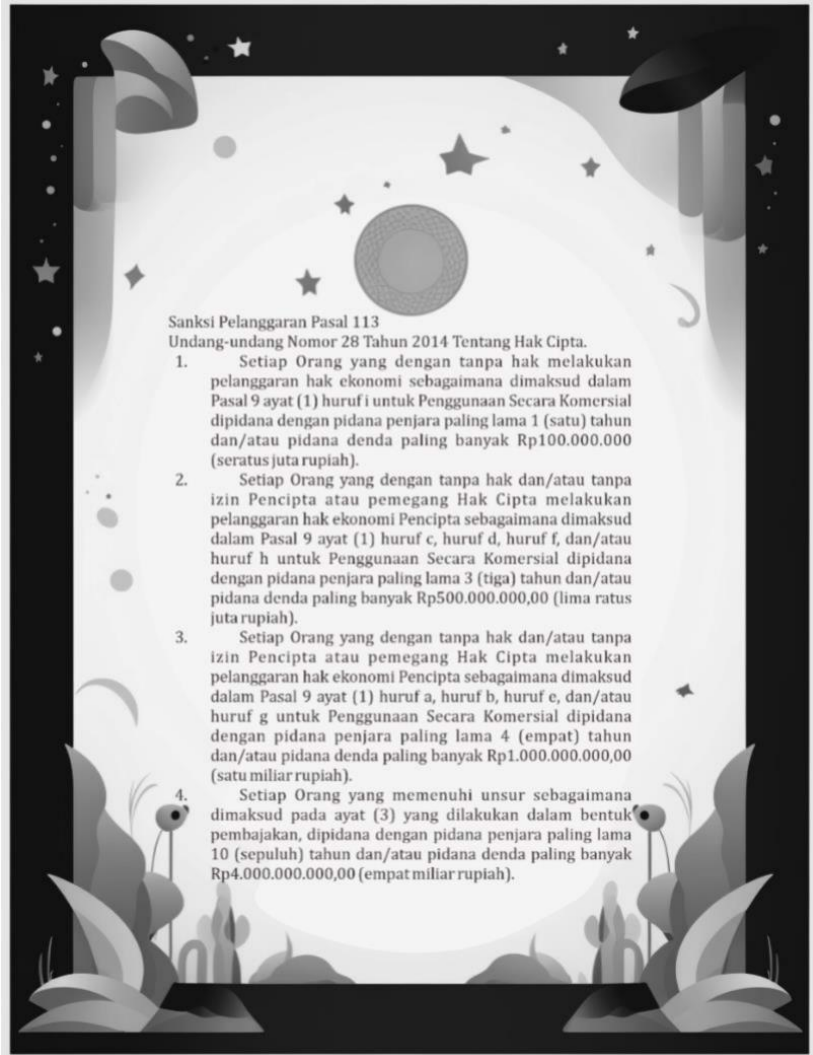 Sanksi Pelanggaran Pasal 113
Undang-undang Nomor 28 Tahun 2014 Tentang Hak Cipta.
1. Setiap Orang yang dengan tanpa hak melakukan
pelanggaran hak ekonomi sebagaimana dimaksud dalam
Pasal 9 ayat (1) huruf i untuk Penggunaan Secara Komersial
dipidana dengan pidana penjara paling lama 1 (satu) tahun
dan/atau pidana denda paling banyak Rp100.000.000
(seratus juta rupiah).
2. Setiap Orang yang dengan tanpa hak dan/atau tanpa
izin Pencipta atau pemegang Hak Cipta melakukan
pelanggaran hak ekonomi Pencipta sebagaimana dimaksud
dalam Pasal 9 ayat (1) huruf c, huruf d, huruf f, dan/atau
huruf h untuk Penggunaan Secara Komersial dipidana
dengan pidana penjara paling lama 3 (tiga) tahun dan/atau
pidana denda paling banyak Rp500.000.000,00 (lima ratus
juta rupiah).
3. Setiap Orang yang dengan tanpa hak dan/atau tanpa
izin Pencipta atau pemegang Hak Cipta melakukan
pelanggaran hak ekonomi Pencipta sebagaimana dimaksud
dalam Pasal 9 ayat (1) huruf a, huruf b, huruf e, dan/atau
huruf g untuk Penggunaan Secara Komersial dipidana
dengan pidana penjara paling lama 4 (empat) tahun
dan/atau pidana denda paling banyak Rp1.000.000.000,00
(satu miliar rupiah).
4. Setiap Orang yang memenuhi unsur sebagaimana
dimaksud pada ayat (3) yang dilakukan dalam bentuk
pembajakan, dipidana dengan pidana penjara paling lama
10 (sepuluh) tahun dan/atau pidana denda paling banyak
Rp4.000.000.000,00 (empat miliar rupiah).